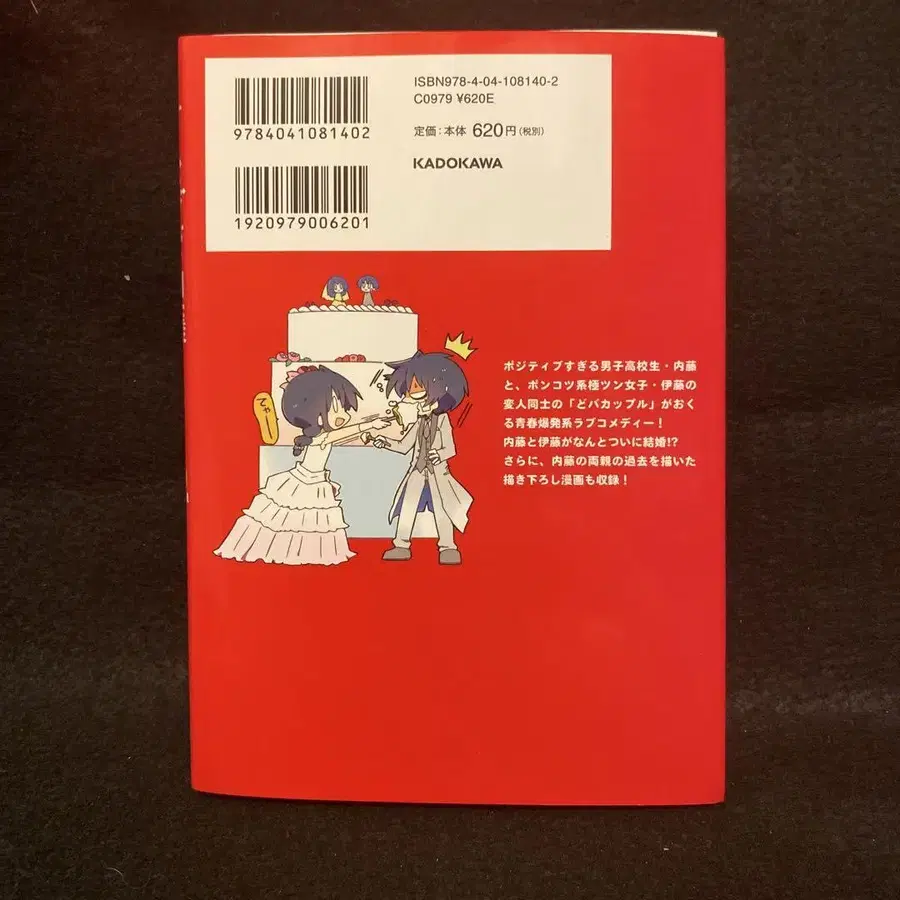 ISBN978-4-04-108140-2
C0979 ¥620E
定価：本体 620円(税別)
KADOKAWA
9784041081402
1920979006201
てゃー
ポジティブすぎる男子高校生・内藤
と、ポンコツ系極ツン女子・伊藤の
変人同士の「どバカップル」がおく
る青春爆発系ラブコメディー！
内藤と伊藤がなんとついに結婚!?
さらに、内藤の両親の過去を描いた
描き下ろし漫画も収録！